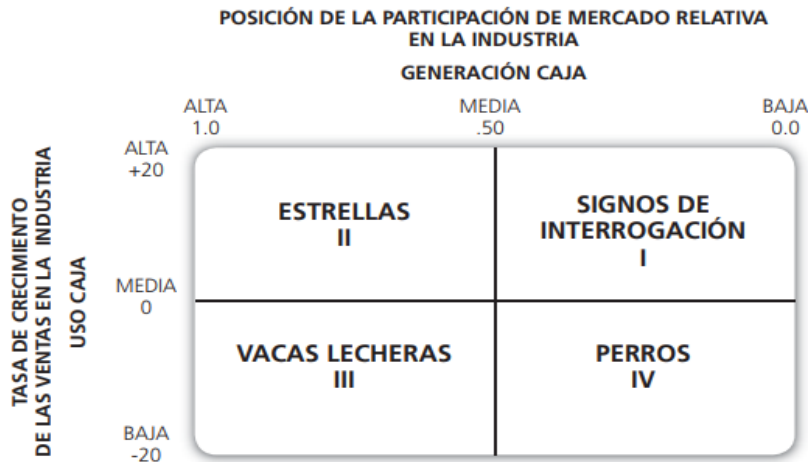 POSICIÓN DE LA PARTICIPACIÓN DE MERCADO RELATIVA
EN LA INDUSTRIA
GENERACIÓN CAJA
ALTA
1.0
MEDIA
.50
BAJA
0.0
TASA DE CRECIMIENTO
DE LAS VENTAS EN LA INDUSTRIA
USO CAJA
ALTA
+20
MEDIA
0
BAJA
-20
ESTRELLAS
II
SIGNOS DE
INTERROGACIÓN
I
VACAS LECHERAS
III
PERROS
IV